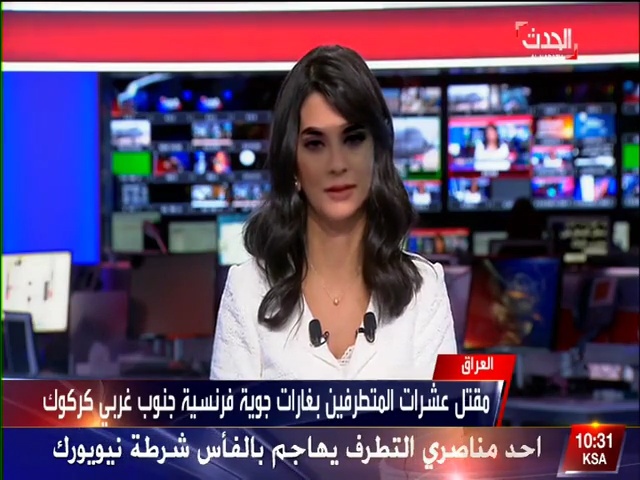 الحدث
العراق
مقتل عشرات المتطرفين بغارات جوية فرنسية جنوب غربي كركوك
احد مناصري التطرف يهاجم بالفأس شرطة نيويورك
10:31
KSA